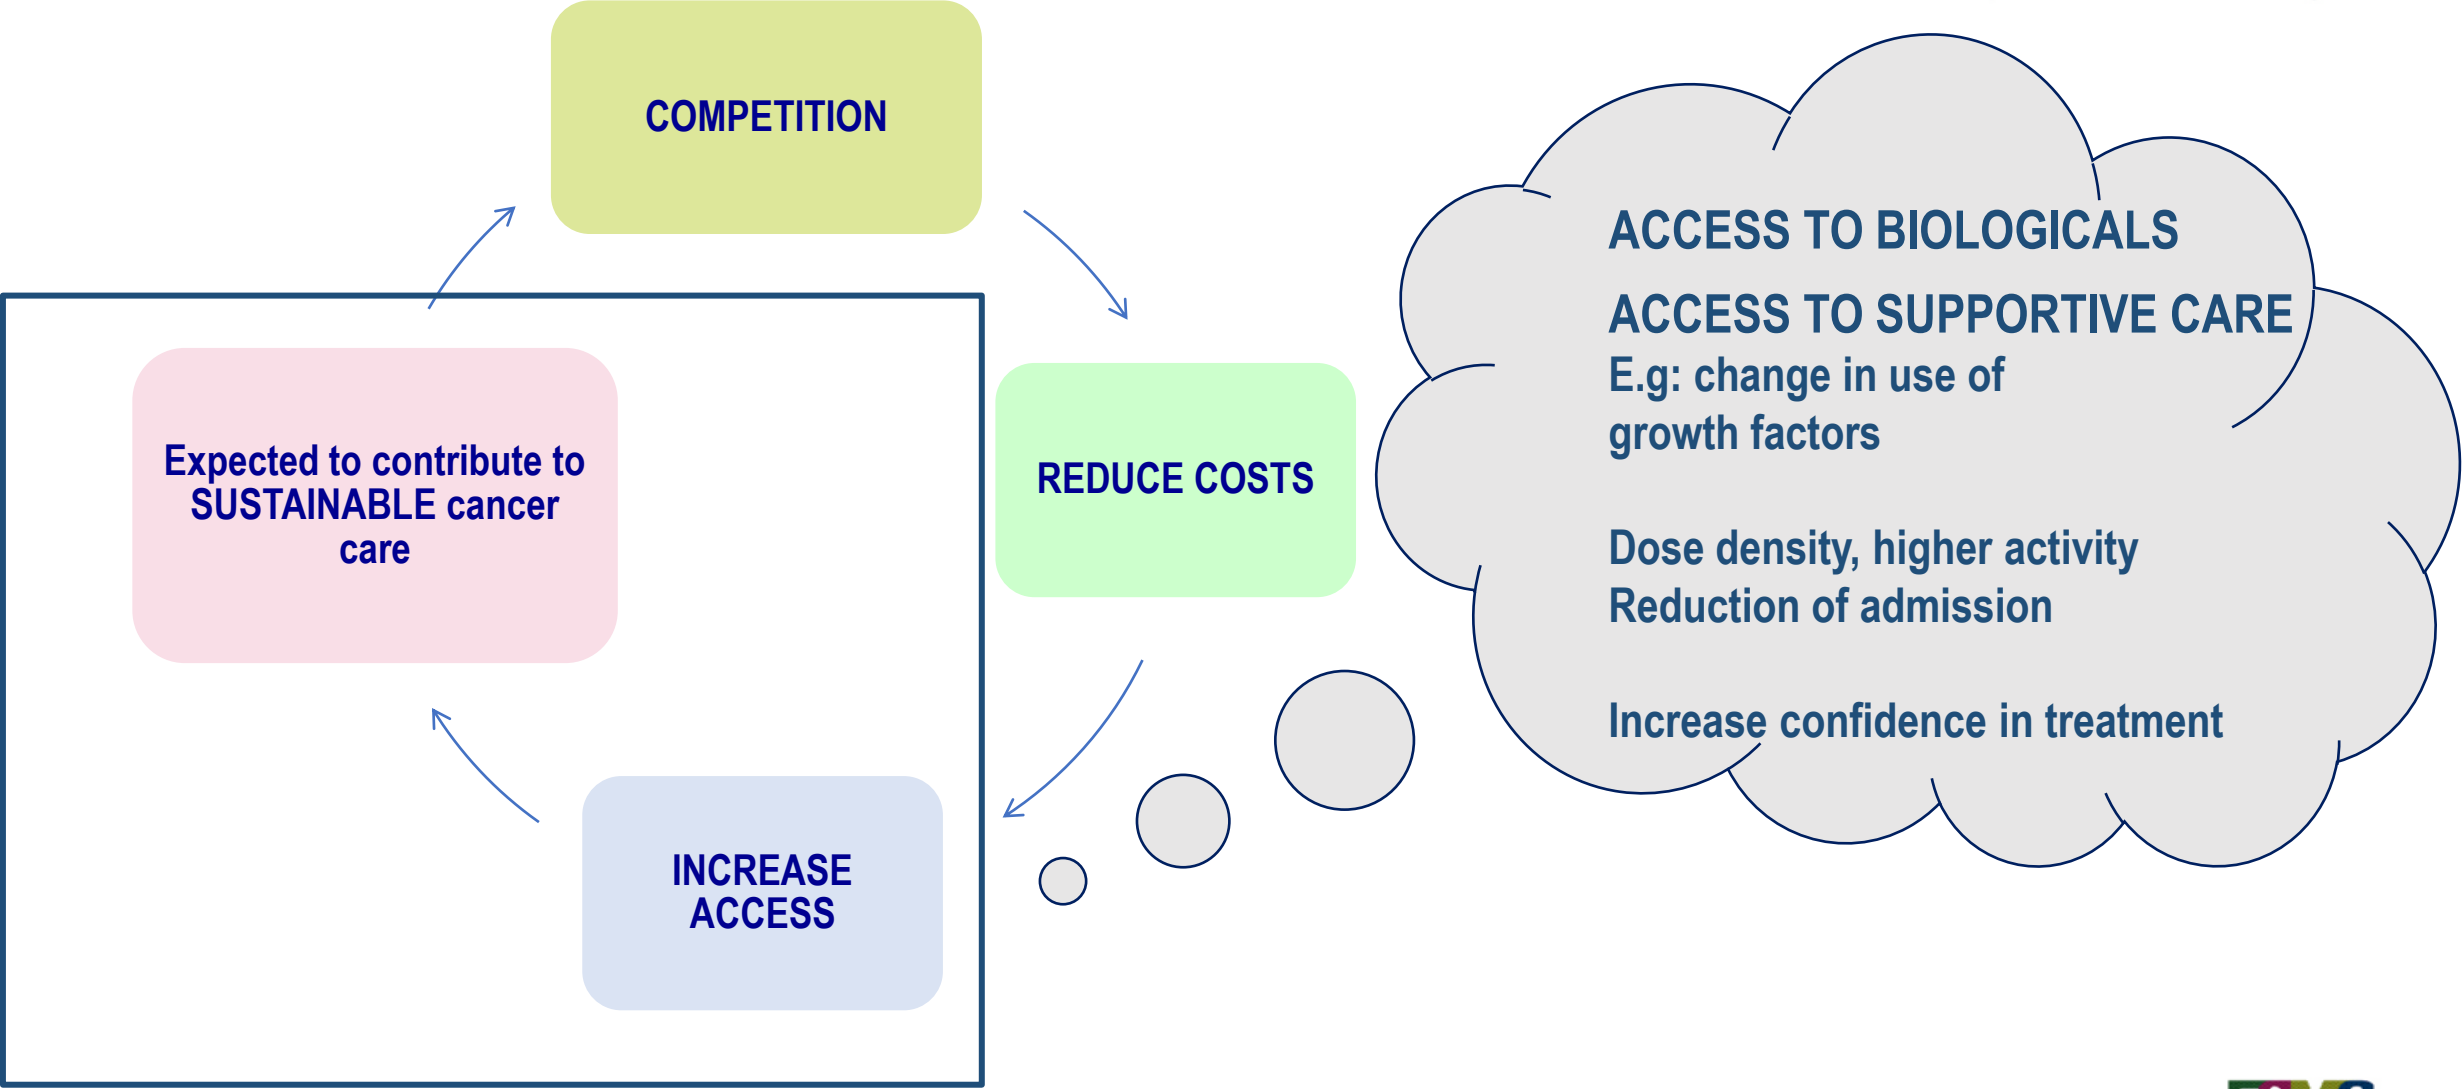 COMPETITION
Expected to contribute to
SUSTAINABLE cancer
care
REDUCE COSTS
INCREASE
ACCESS
ACCESS TO BIOLOGICALS
ACCESS TO SUPPORTIVE CARE
E.g: change in use of
growth factors
Dose density, higher activity
Reduction of admission
Increase confidence in treatment